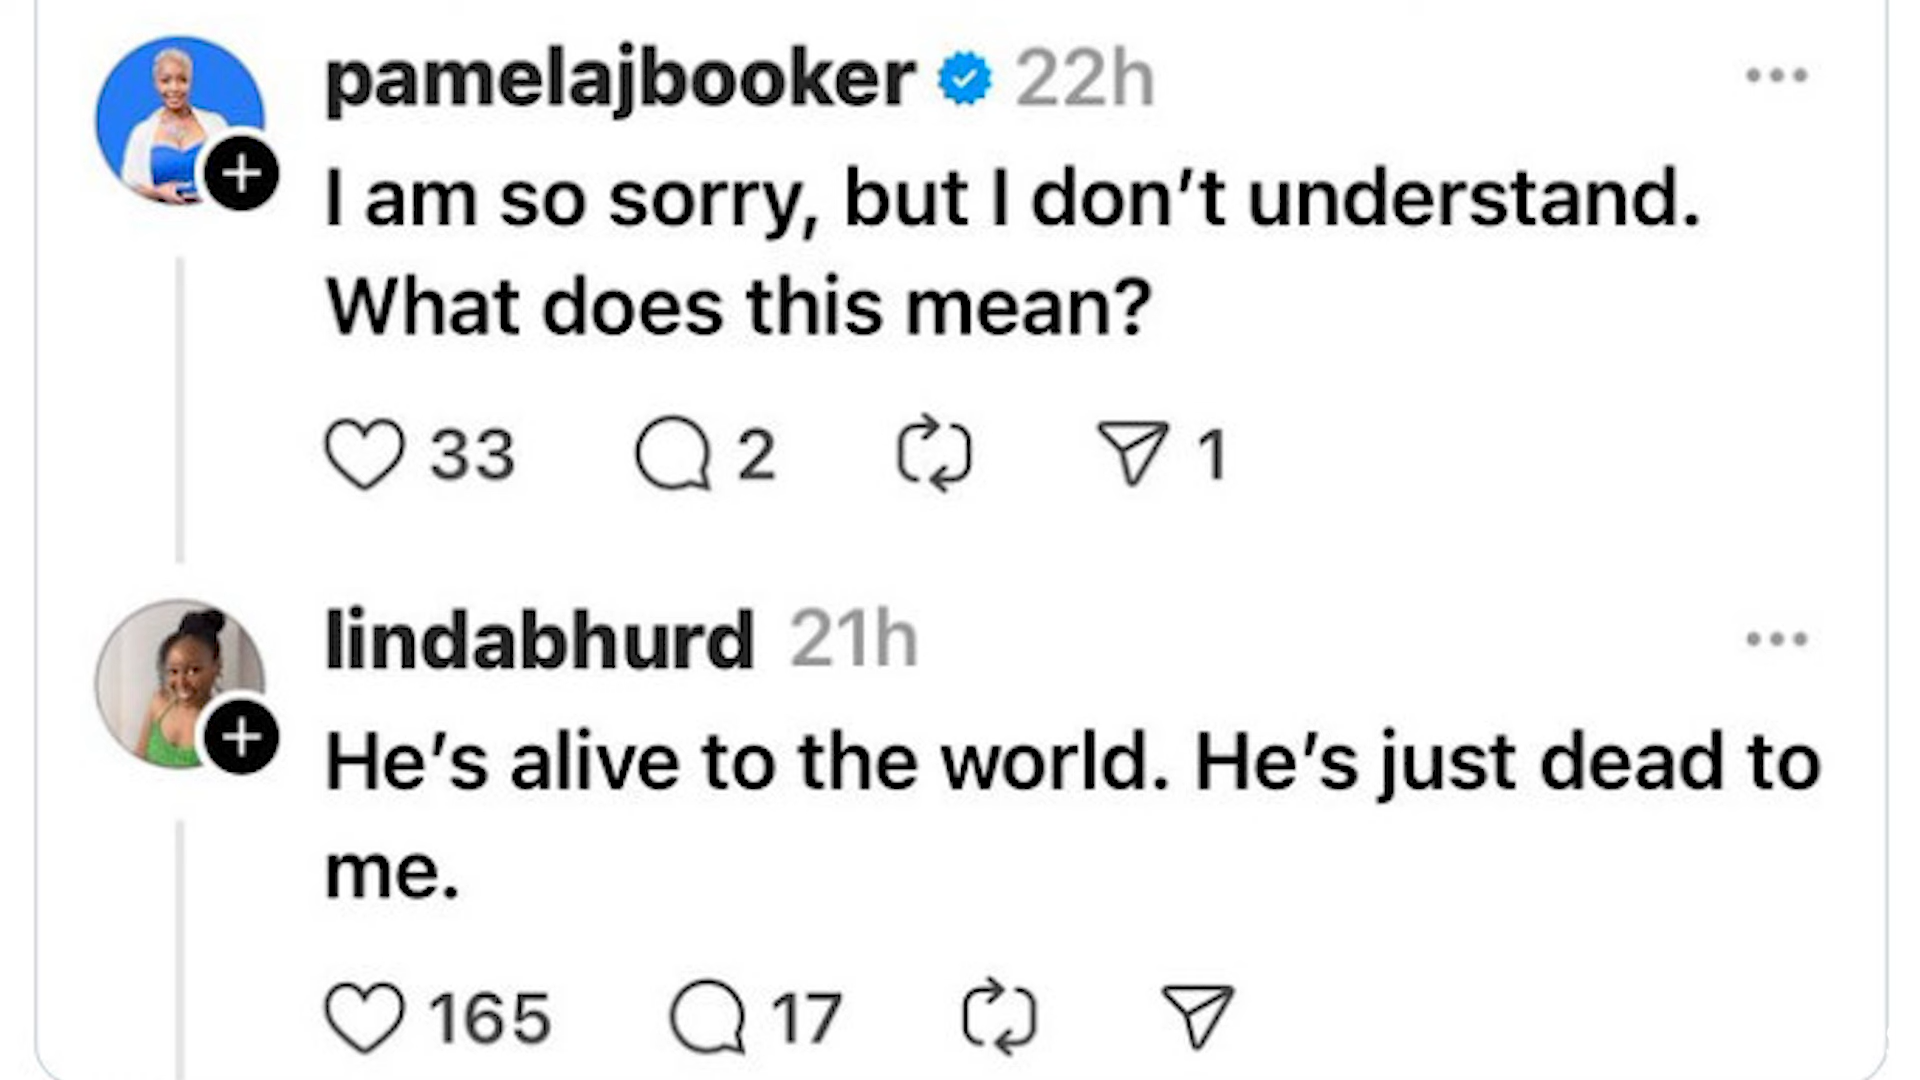 pamelajbooker 22h
I am so sorry, but I don’t understand.
What does this mean?
33 2 1
lindabhurd 21h
He’s alive to the world. He’s just dead to
me.
165 17